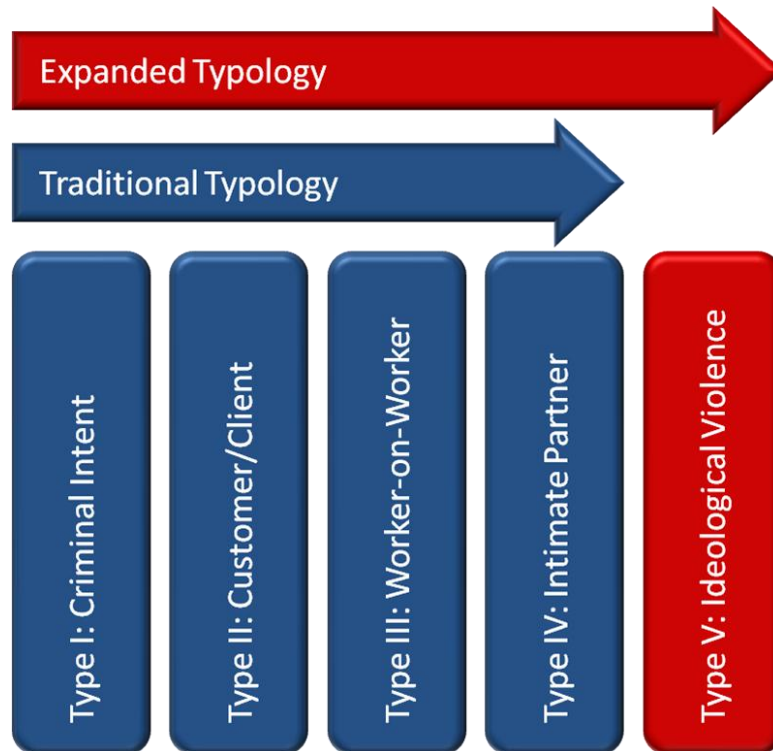 Expanded Typology
Traditional Typology
Type I: Criminal Intent
Type II: Customer/Client
Type III: Worker-on-Worker
Type IV: Intimate Partner
Type V: Ideological Violence